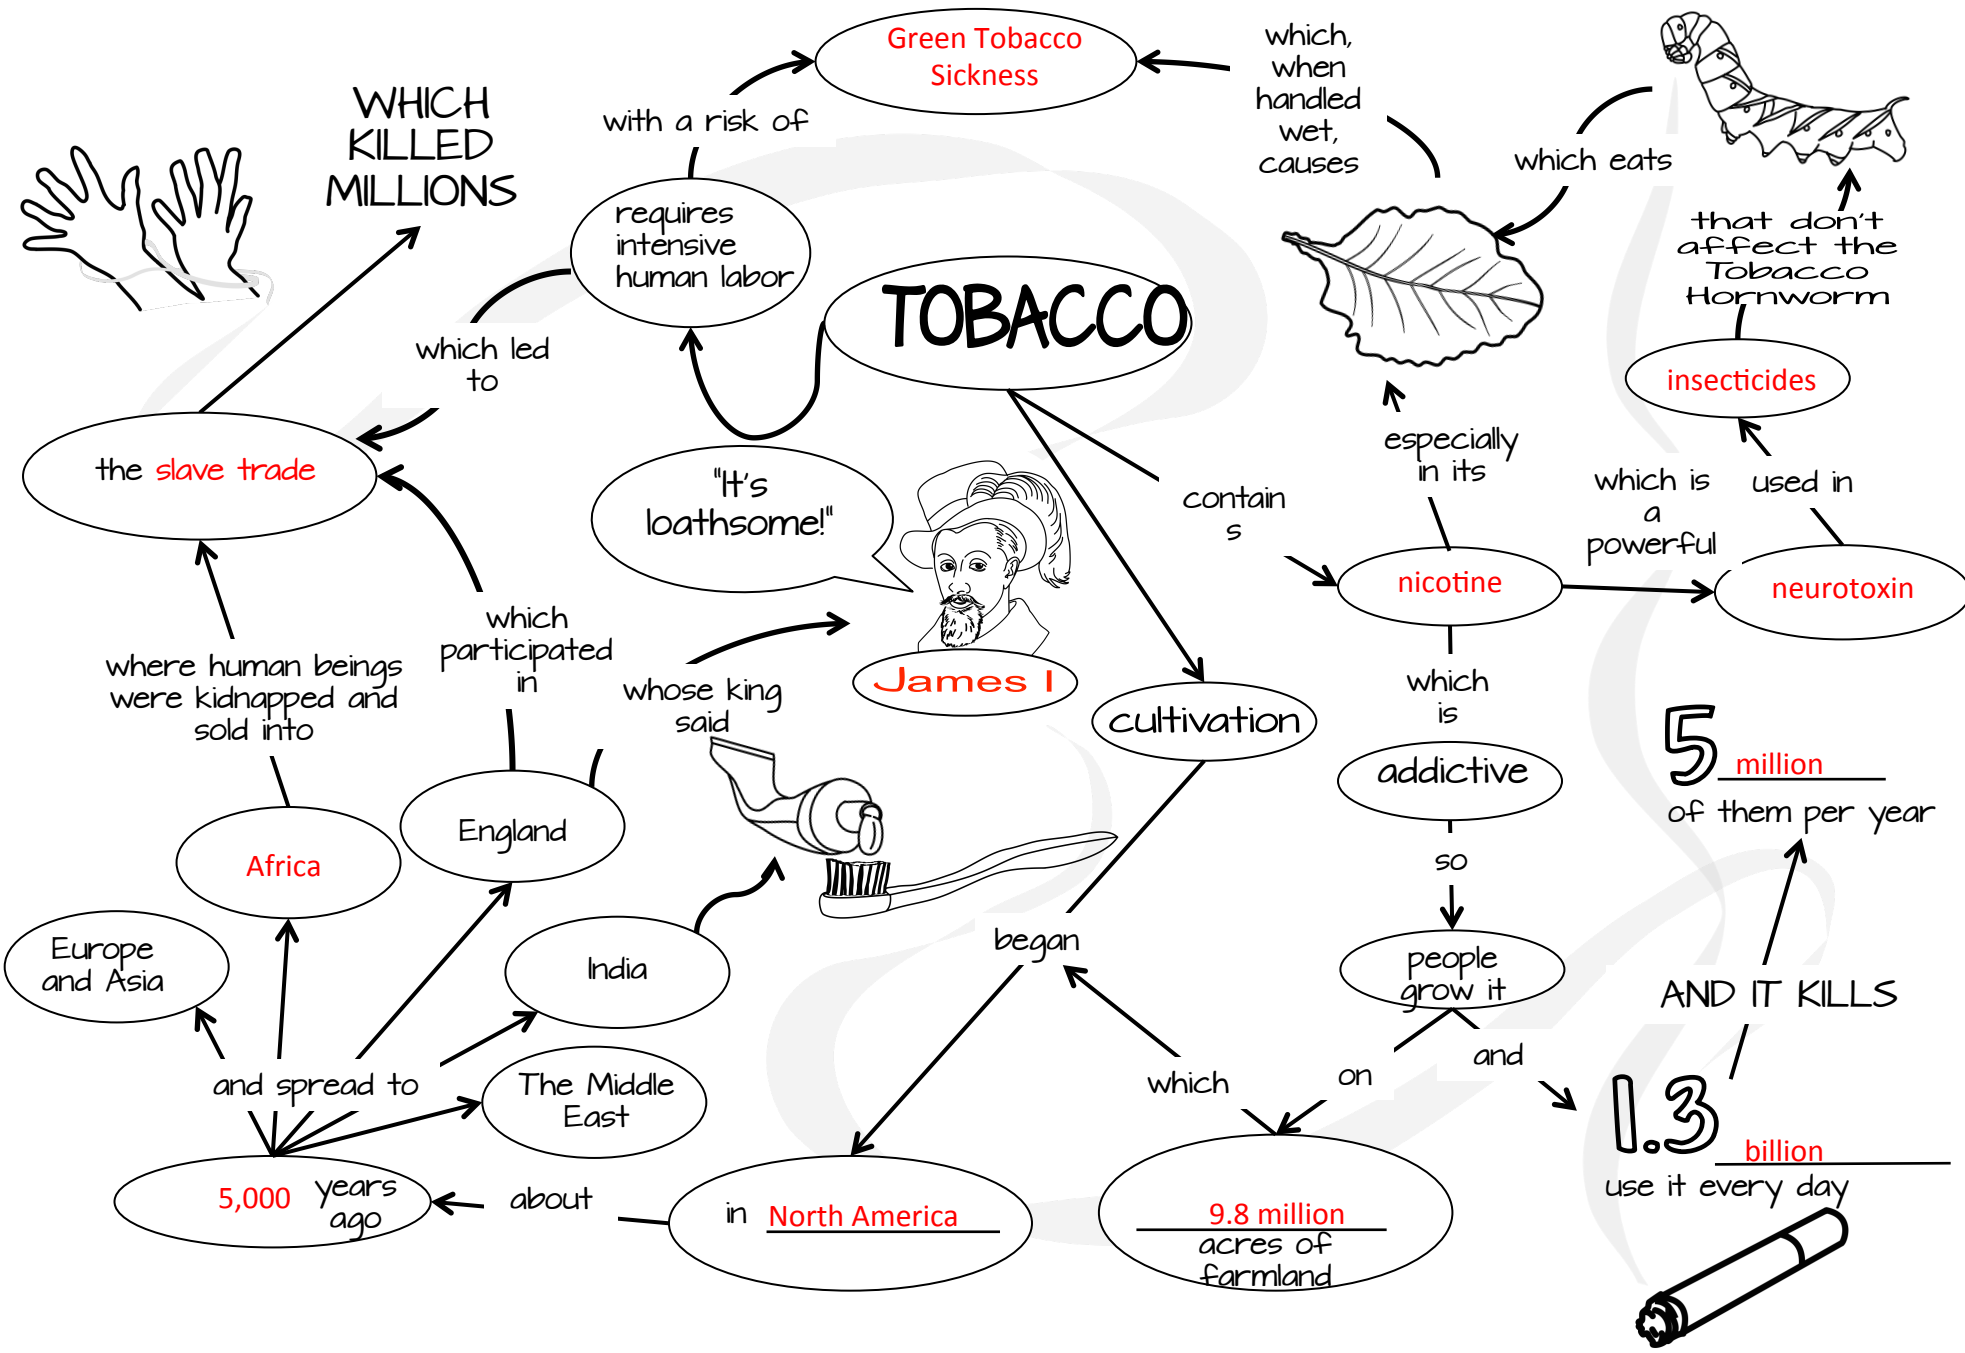 Green Tobacco
Sickness
which,
when
handled
wet,
causes
WHICH
KILLED
MILLIONS
with a risk of
which eats
requires
intensive
human labor
that don't
affect the
Tobacco
Hornworm
TOBACCO
which led
to
insecticides
the slave trade
"It's
loathsome!"
especially
in its
contain
s
which is
a
powerful
used in
nicotine
neurotoxin
which
participated
in
where human beings
were kidnapped and
sold into
whose king
said
James I
cultivation
which
is
addictive
5 million
of them per year
England
Africa
so
Europe
and Asia
India
began
people
grow it
AND IT KILLS
and spread to
The Middle
East
which
on
and
1.3 billion
use it every day
5,000 years
ago
about
in North America
9.8 million
acres of
farmland